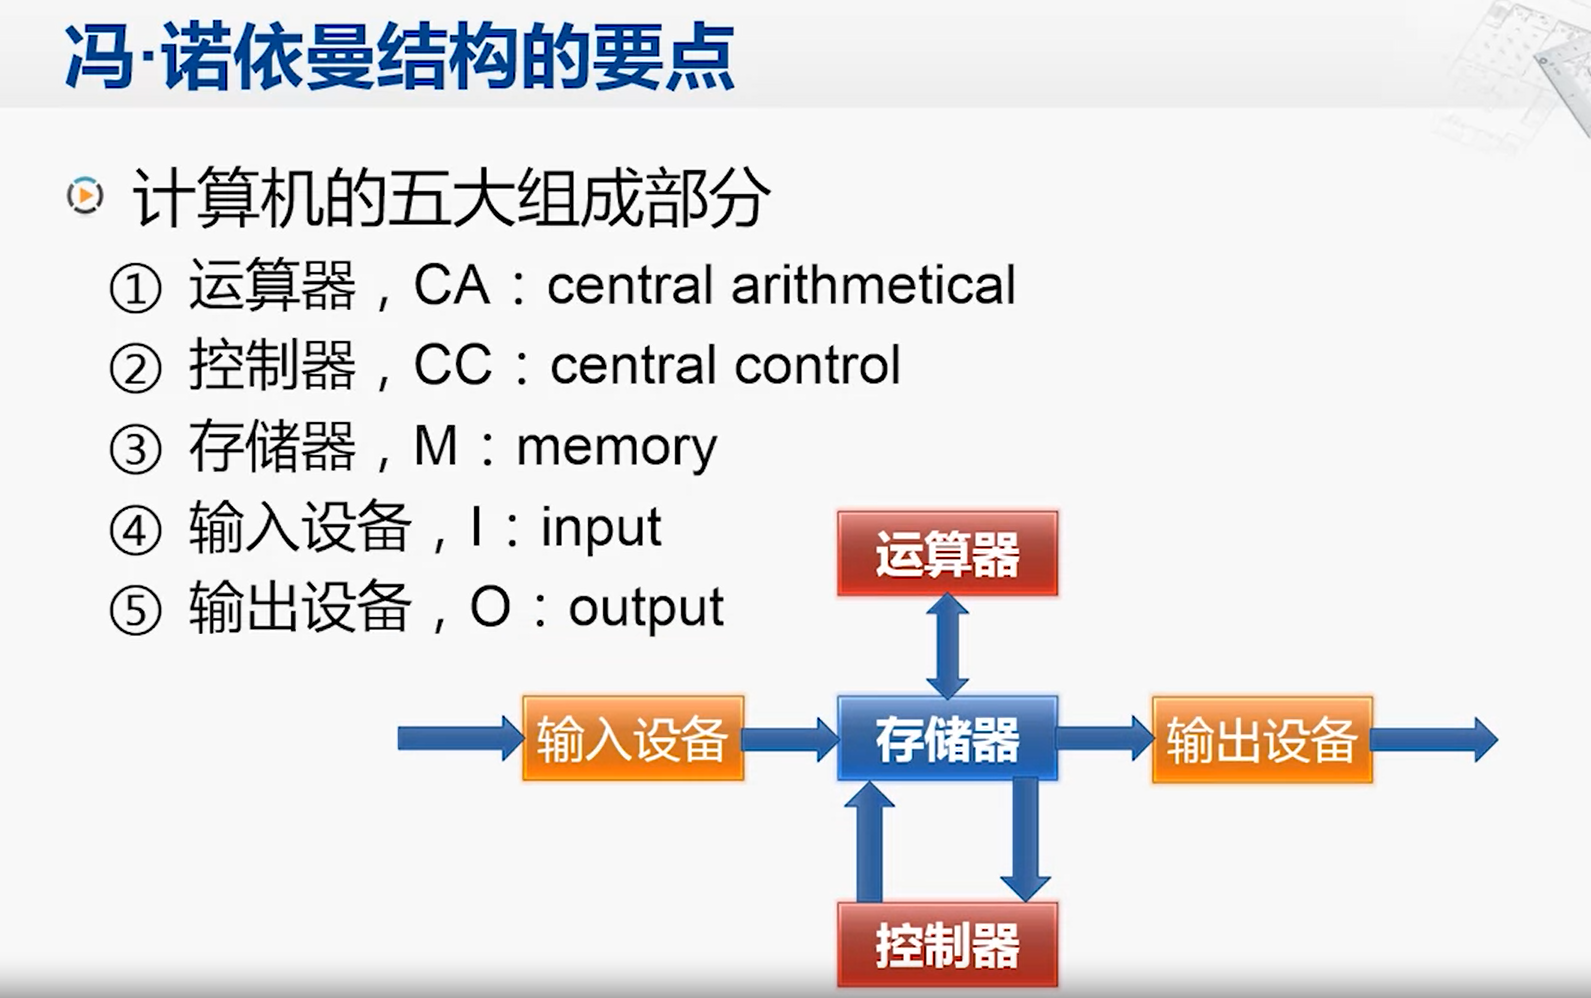 冯·诺依曼结构的要点
计算机的五大组成部分
① 运算器，CA：central arithmetical
② 控制器，CC：central control
③ 存储器，M：memory
④ 输入设备，I：input
⑤ 输出设备，O：output
运算器
输入设备
存储器
输出设备
控制器